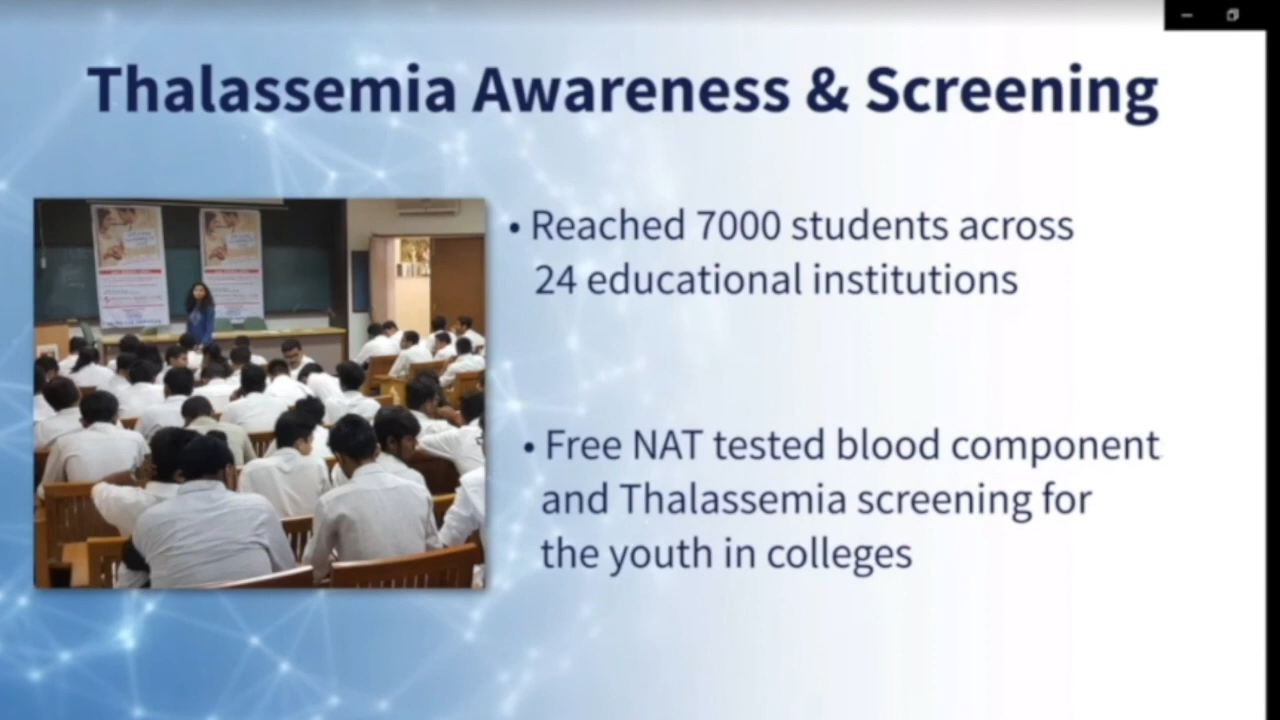 Thalassemia Awareness & Screening
• Reached 7000 students across
24 educational institutions
• Free NAT tested blood component
and Thalassemia screening for
the youth in colleges